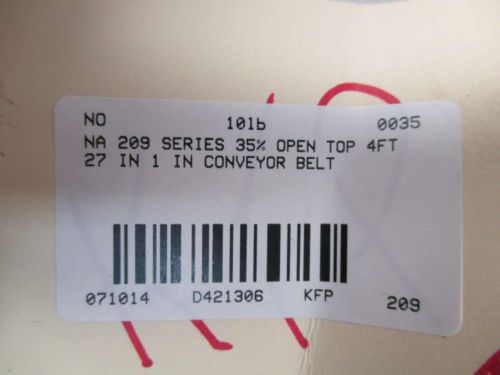 NO 101b 0035
NA 209 SERIES 35% OPEN TOP 4FT
27 IN 1 IN CONVEYOR BELT
071014 D421306 KFP 209